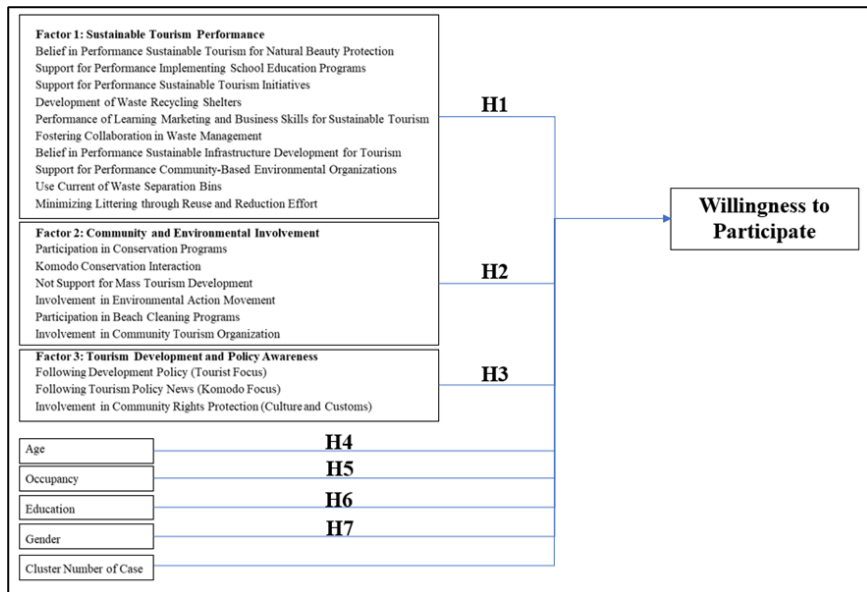 Factor 1: Sustainable Tourism Performance
Belief in Performance Sustainable Tourism for Natural Beauty Protection
Support for Performance Implementing School Education Programs
Support for Performance Sustainable Tourism Initiatives
Development of Waste Recycling Shelters
Performance of Learning Marketing and Business Skills for Sustainable Tourism
Fostering Collaboration in Waste Management
Belief in Performance Sustainable Infrastructure Development for Tourism
Support for Performance Community-Based Environmental Organizations
Use Current of Waste Separation Bins
Minimizing Littering through Reuse and Reduction Effort
H1
Factor 2: Community and Environmental Involvement
Participation in Conservation Programs
Komodo Conservation Interaction
Not Support for Mass Tourism Development
Involvement in Environmental Action Movement
Participation in Beach Cleaning Programs
Involvement in Community Tourism Organization
H2
Factor 3: Tourism Development and Policy Awareness
Following Development Policy (Tourist Focus)
Following Tourism Policy News (Komodo Focus)
Involvement in Community Rights Protection (Culture and Customs)
H3
Age
H4
Occupancy
H5
Education
H6
Gender
H7
Cluster Number of Case
Willingness to
Participate